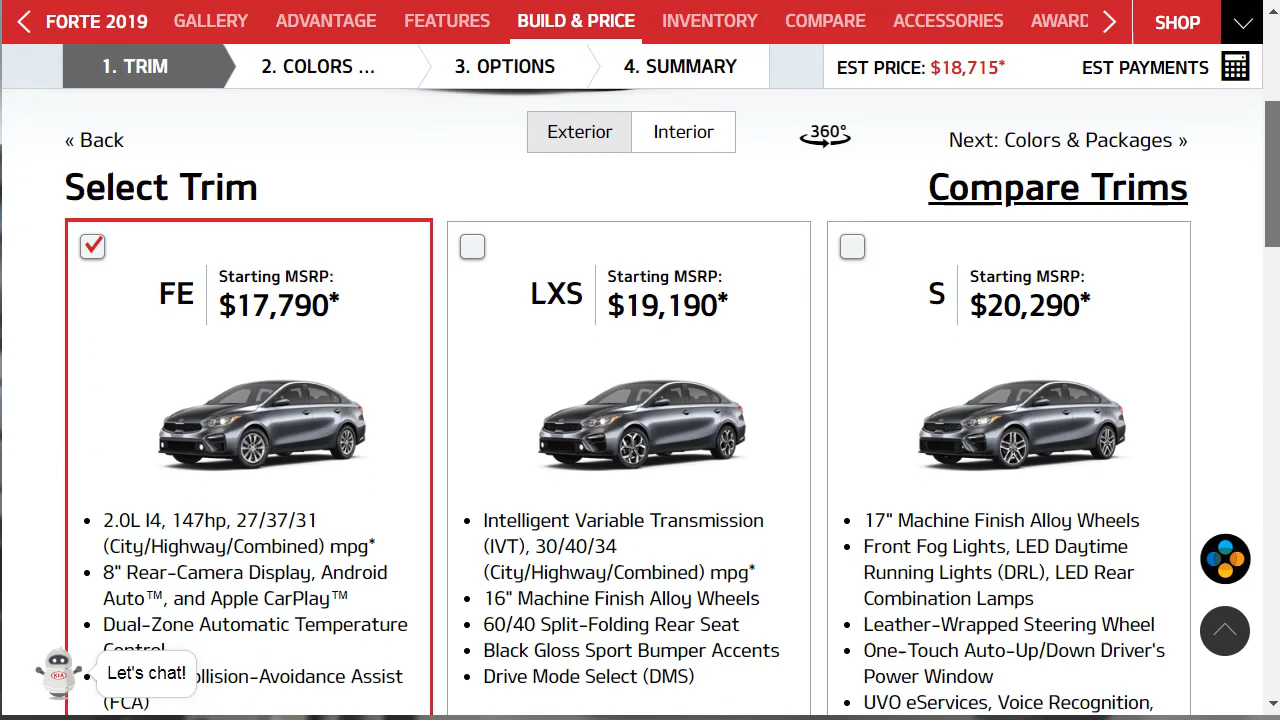 FORTE 2019 GALLERY ADVANTAGE FEATURES BUILD & PRICE INVENTORY COMPARE ACCESSORIES AWARD SHOP
1. TRIM 2. COLORS ... 3. OPTIONS 4. SUMMARY EST PRICE: $18,715* EST PAYMENTS
« Back Exterior Interior 360° Next: Colors & Packages »
Select Trim Compare Trims
FE Starting MSRP:
$17,790*
• 2.0L I4, 147hp, 27/37/31
(City/Highway/Combined) mpg*
• 8" Rear-Camera Display, Android
Auto™, and Apple CarPlay™
• Dual-Zone Automatic Temperature
Control
ollision-Avoidance Assist
(FCA)
LXS Starting MSRP:
$19,190*
• Intelligent Variable Transmission
(IVT), 30/40/34
(City/Highway/Combined) mpg*
• 16" Machine Finish Alloy Wheels
• 60/40 Split-Folding Rear Seat
• Black Gloss Sport Bumper Accents
• Drive Mode Select (DMS)
S Starting MSRP:
$20,290*
• 17" Machine Finish Alloy Wheels
• Front Fog Lights, LED Daytime
Running Lights (DRL), LED Rear
Combination Lamps
• Leather-Wrapped Steering Wheel
• One-Touch Auto-Up/Down Driver's
Power Window
• UVO eServices, Voice Recognition,
KIA
Let's chat!